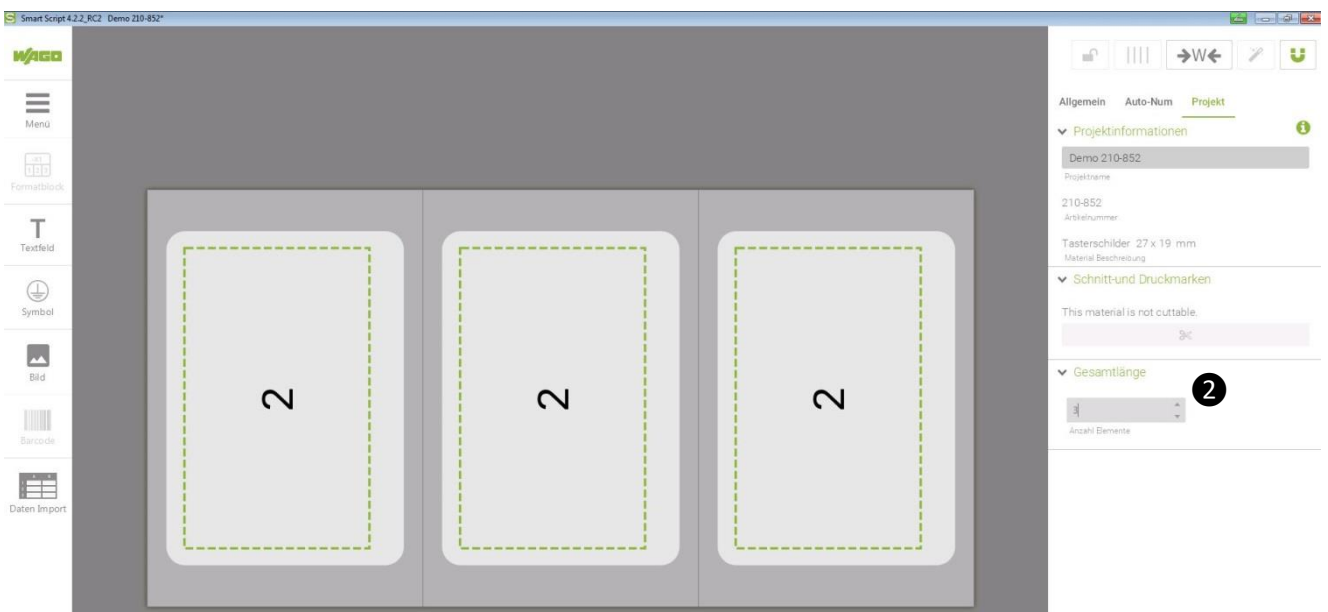 Smart Script 4.2.2_RC2 Demo 210-852*
WAGO
Menü
Formatblock
Textfeld
Symbol
Bild
Barcode
Daten Import
2
2
2
→W←
Allgemein Auto-Num Projekt
Projektinformationen
Demo 210-852
Projektname
210-852
Artikelnummer
Tasterschilder 27 x 19 mm
Material Beschreibung
Schnitt-und Druckmarken
This material is not cuttable.
Gesamtlänge
2
3
Anzahl Elemente